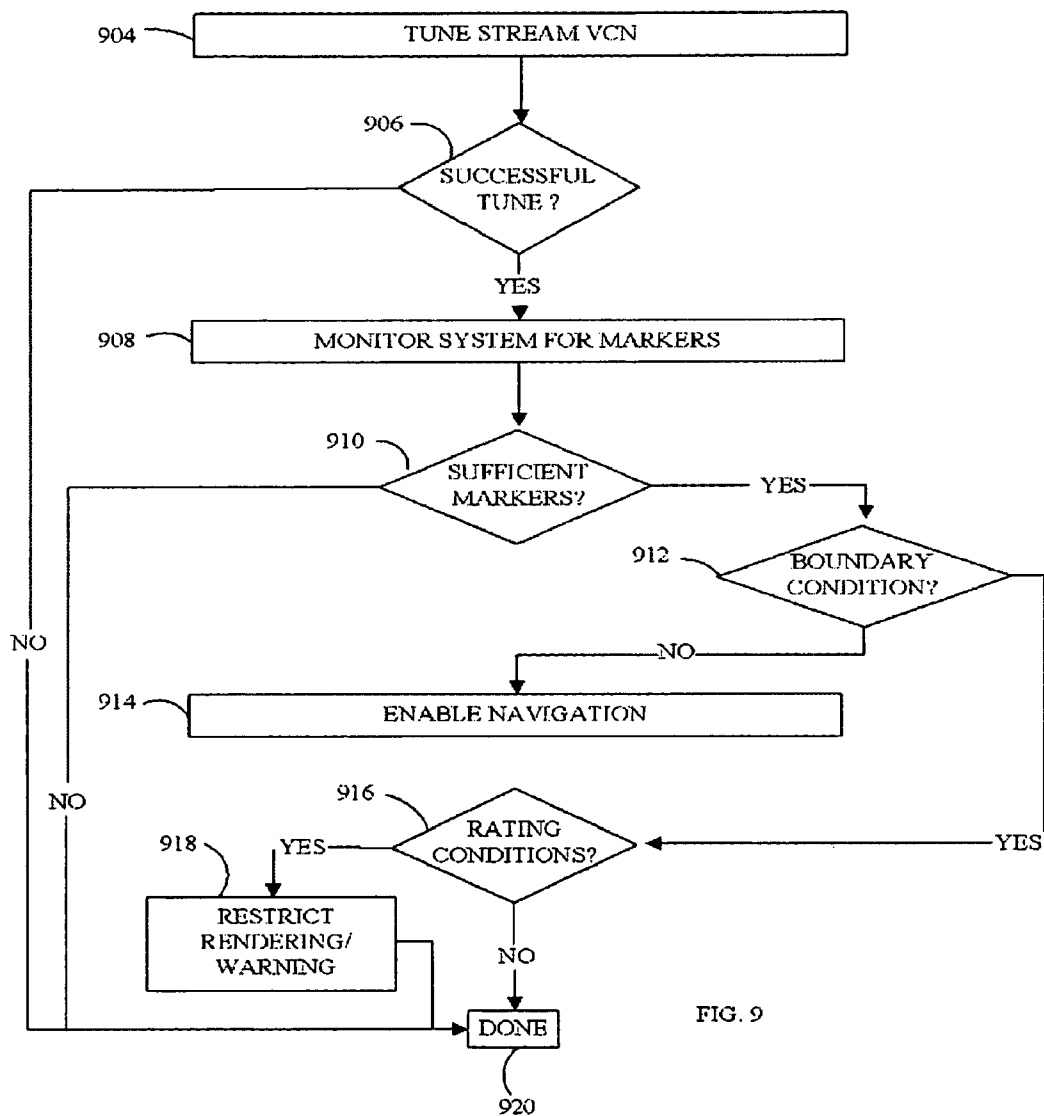 904
TUNE STREAM VCN
906
SUCCESSFUL
TUNE ?
YES
908
MONITOR SYSTEM FOR MARKERS
910
SUFFICIENT
MARKERS?
YES
912
BOUNDARY
CONDITION?
NO
NO
914
ENABLE NAVIGATION
NO
916
RATING
CONDITIONS?
YES
YES
918
RESTRICT
RENDERING/
WARNING
NO
DONE
FIG. 9
920